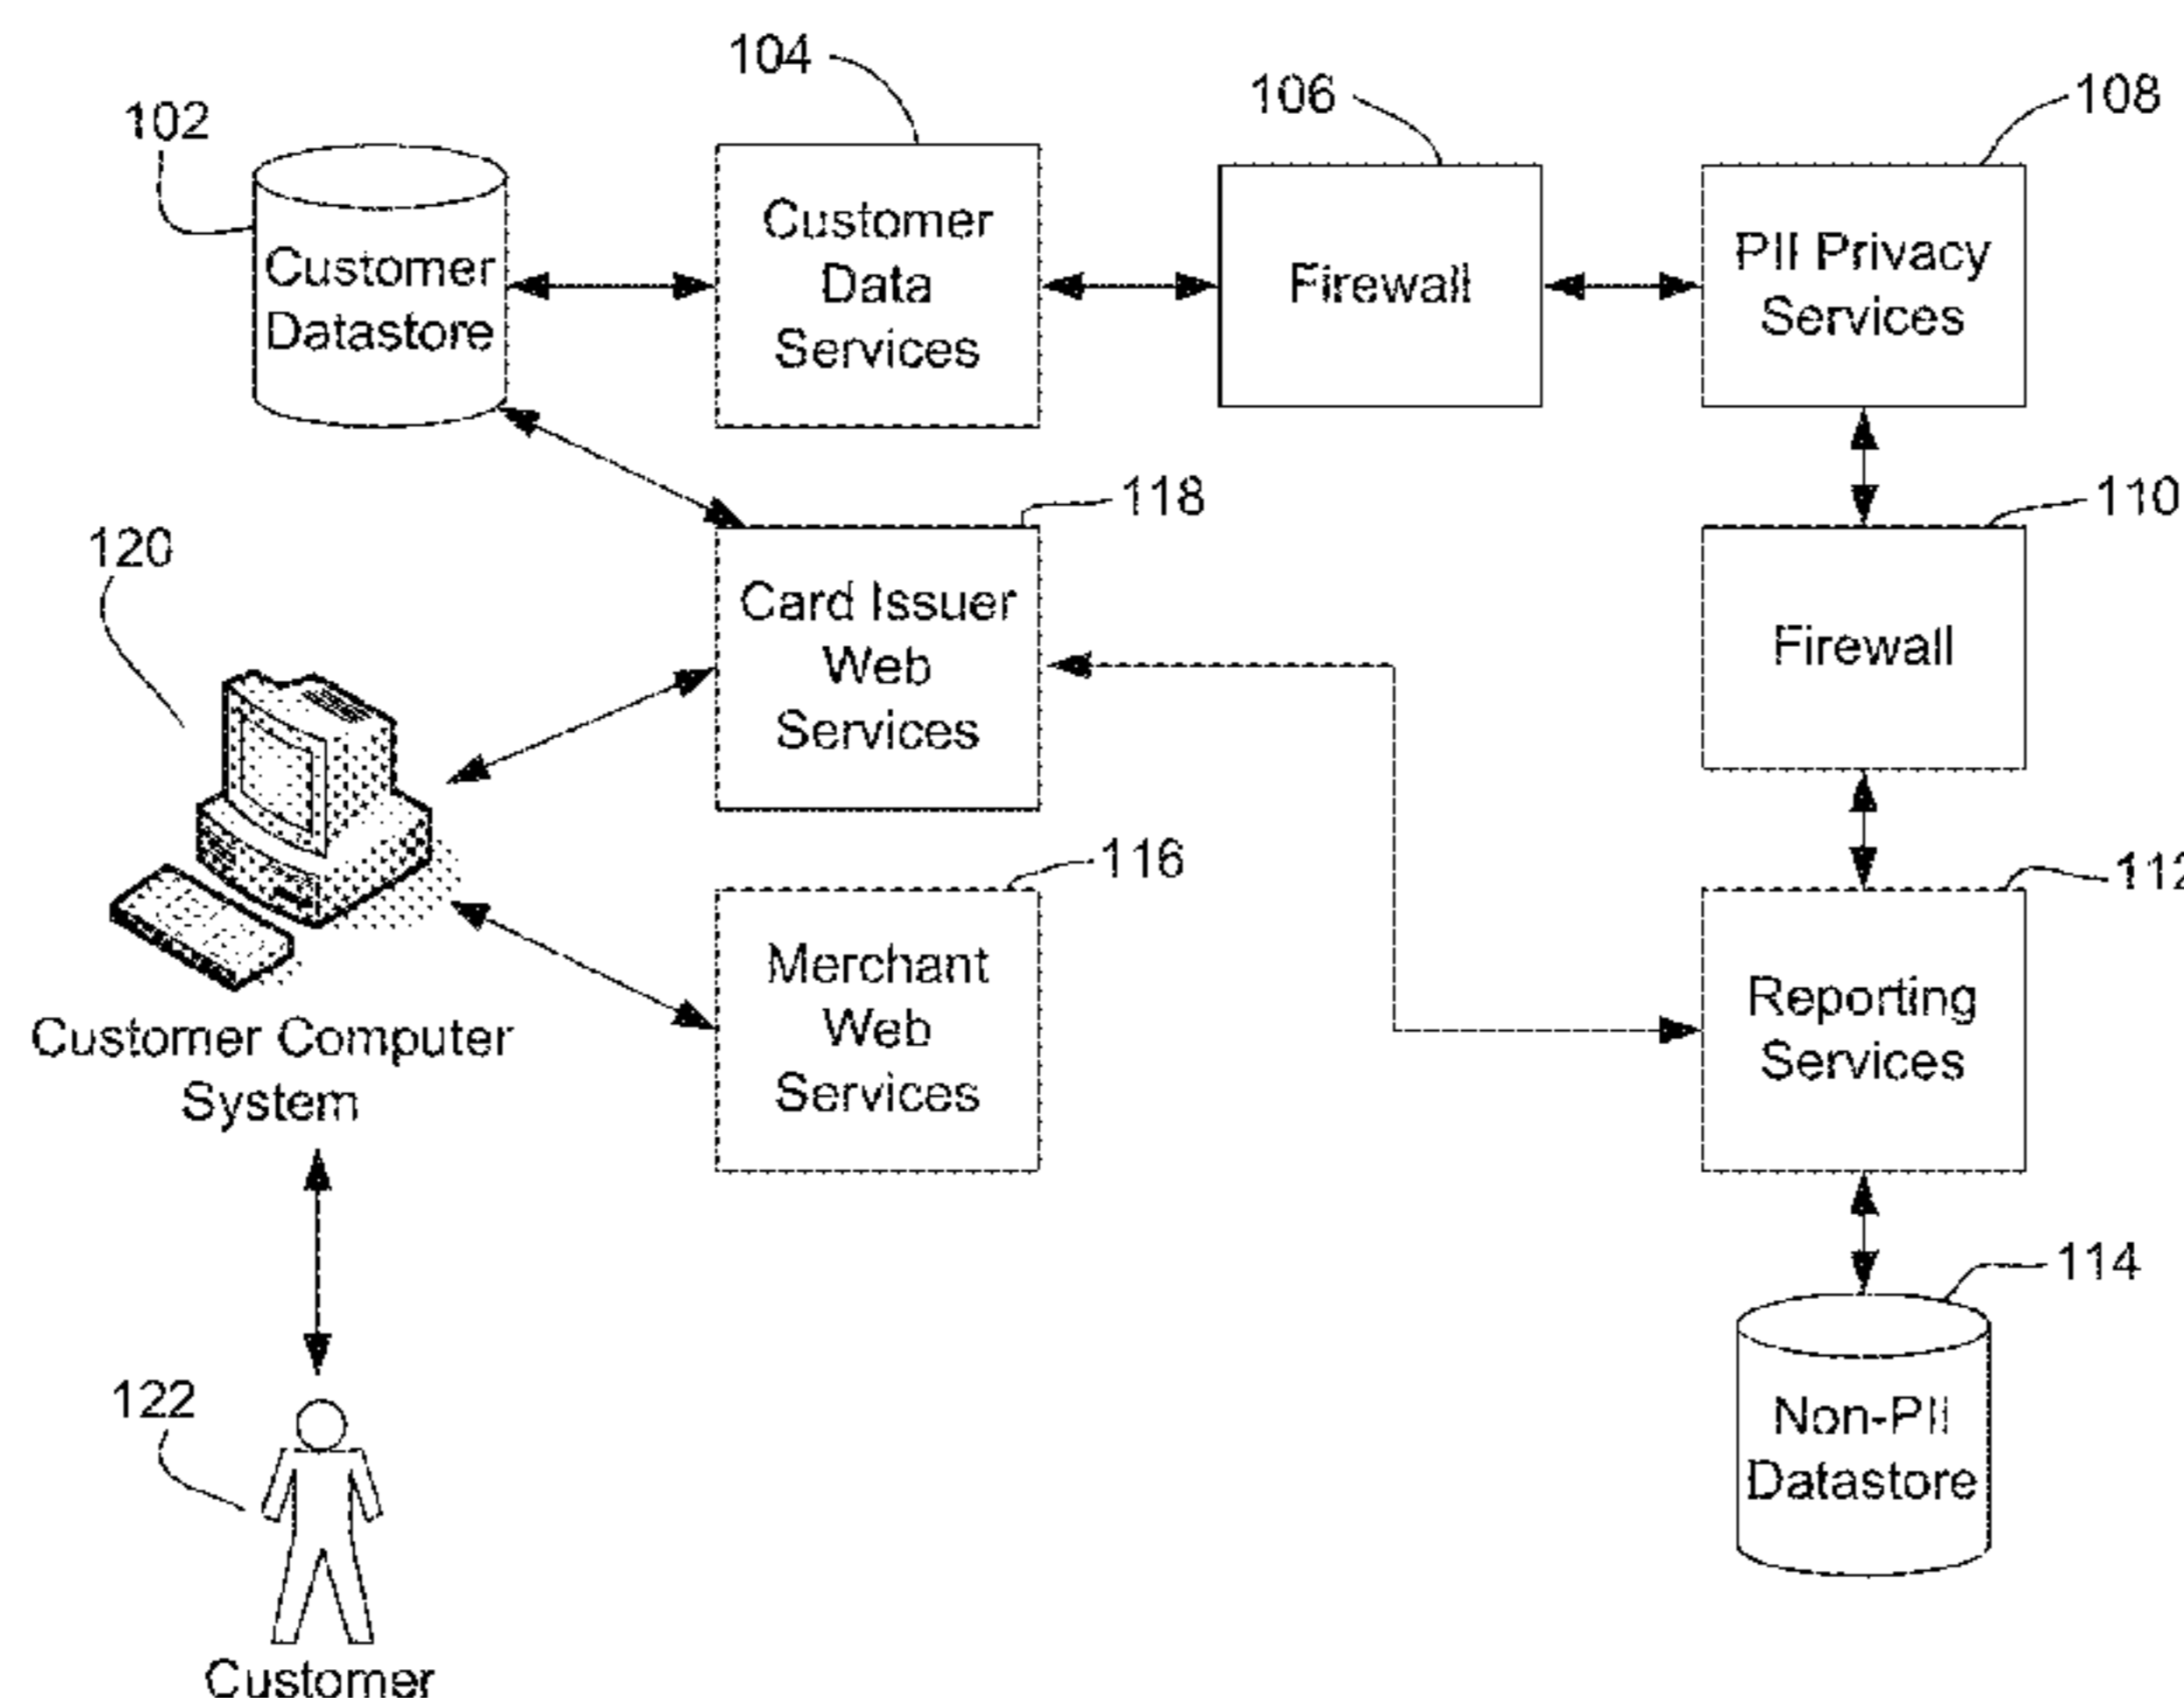 104
106
108
102
Customer
Datastore
Customer
Data
Services
Firewall
PII Privacy
Services
118
110
120
Card Issuer
Web
Services
Firewall
116
112
Merchant
Web
Services
Reporting
Services
Customer Computer
System
114
122
Non-PII
Datastore
Customer